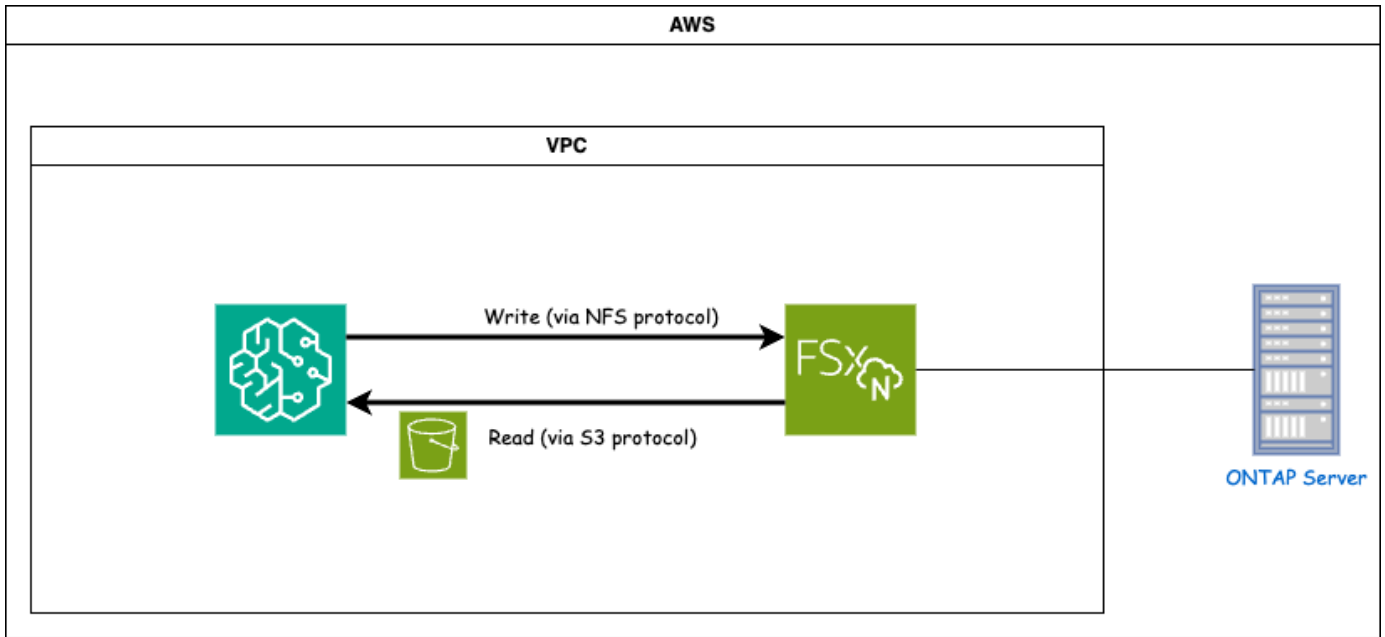 AWS
VPC
Write (via NFS protocol)
FSx
N
Read (via S3 protocol)
ONTAP Server